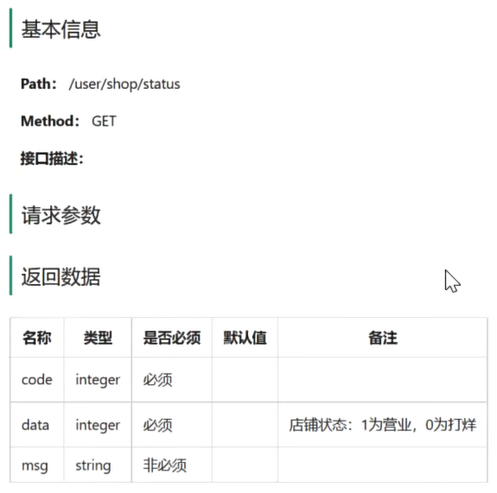 基本信息
Path： /user/shop/status
Method： GET
接口描述：
请求参数
返回数据
名称 类型 是否必须 默认值 备注
code integer 必须
data integer 必须 店铺状态：1为营业，0为打烊
msg string 非必须